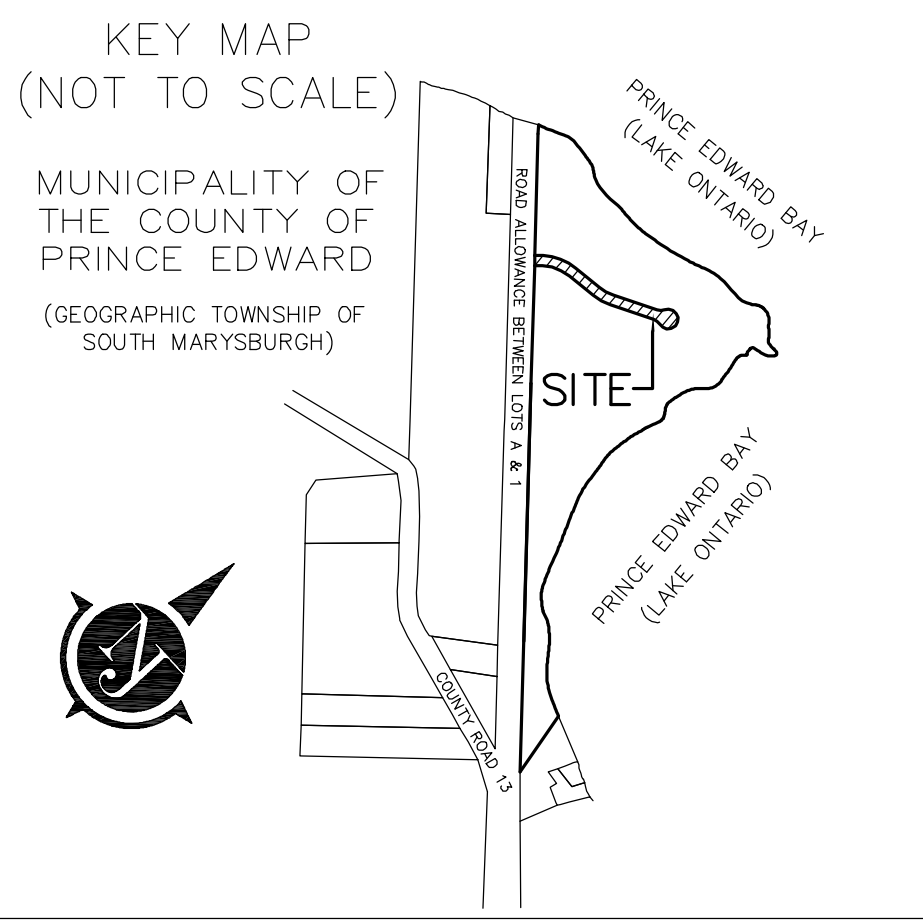 KEY MAP
(NOT TO SCALE)
MUNICIPALITY OF
THE COUNTY OF
PRINCE EDWARD
(GEOGRAPHIC TOWNSHIP OF
SOUTH MARYSBURGH)
PRINCE EDWARD BAY
(LAKE ONTARIO)
ROAD ALLOWANCE BETWEEN LOTS A & 1
SITE
PRINCE EDWARD BAY
(LAKE ONTARIO)
COUNTY ROAD 13